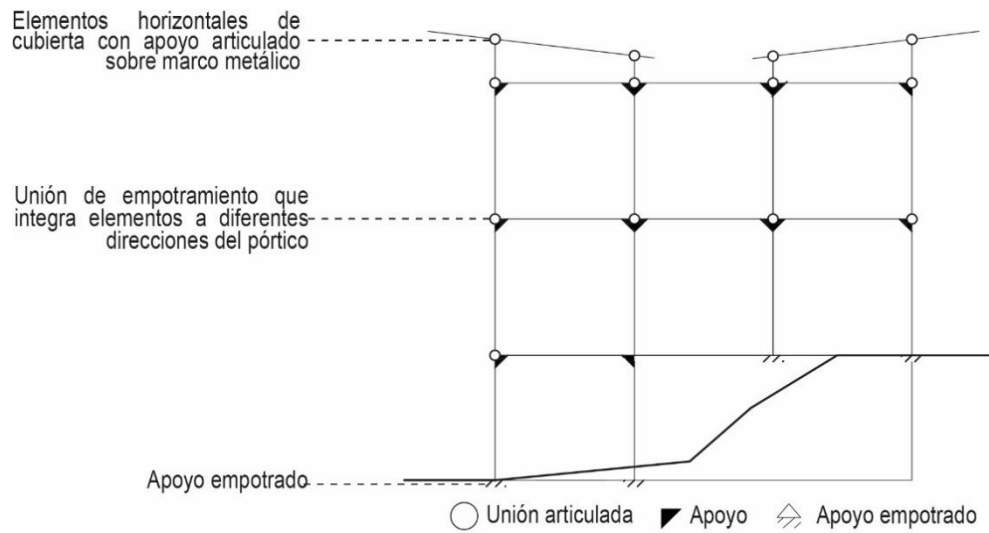 Elementos horizontales de
cubierta con apoyo articulado
sobre marco metálico
Unión de empotramiento que
integra elementos a diferentes
direcciones del pórtico
Apoyo empotrado
Unión articulada
Apoyo
Apoyo empotrado